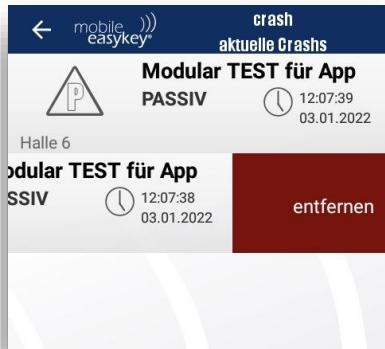 mobile )))
easykey®
crash
aktuelle Crashs
P
Modular TEST für App
PASSIV
12:07:39
03.01.2022
Halle 6
odular TEST für App
SSIV
12:07:38
03.01.2022
entfernen